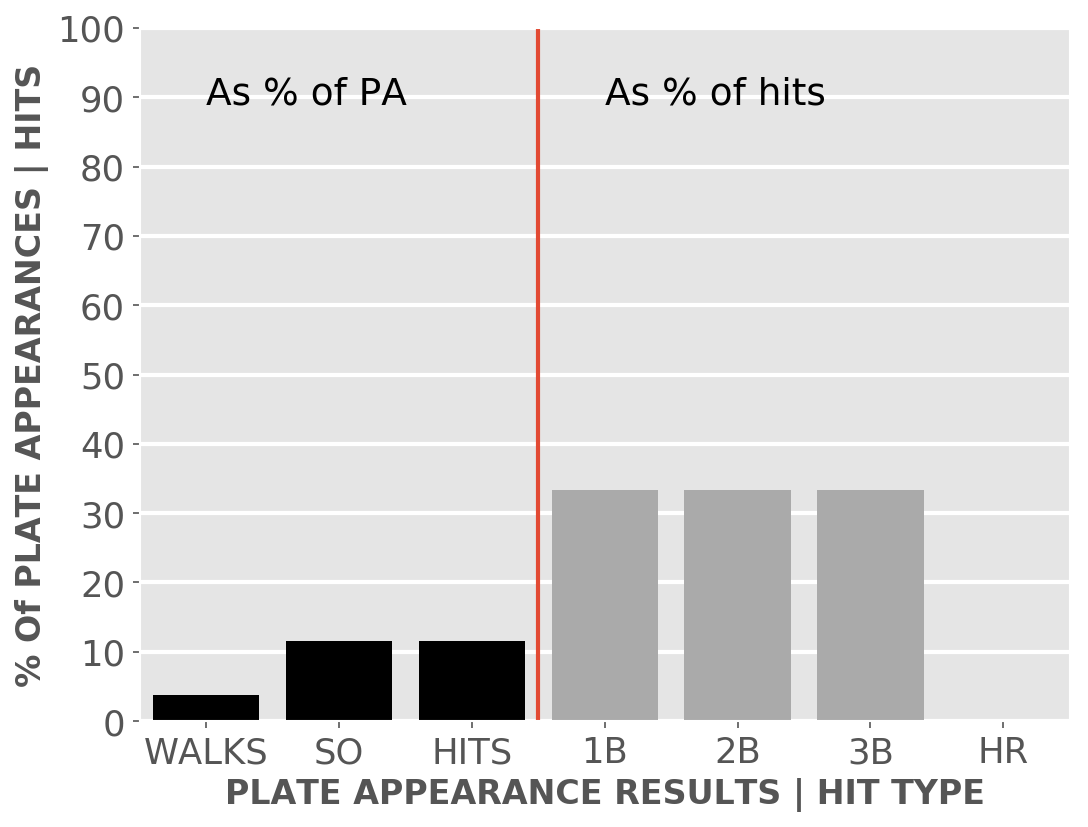 % Of PLATE APPEARANCES | HITS
100
90
80
70
60
50
40
30
20
10
0
As % of PA
As % of hits
WALKS SO HITS 1B 2B 3B HR
PLATE APPEARANCE RESULTS | HIT TYPE